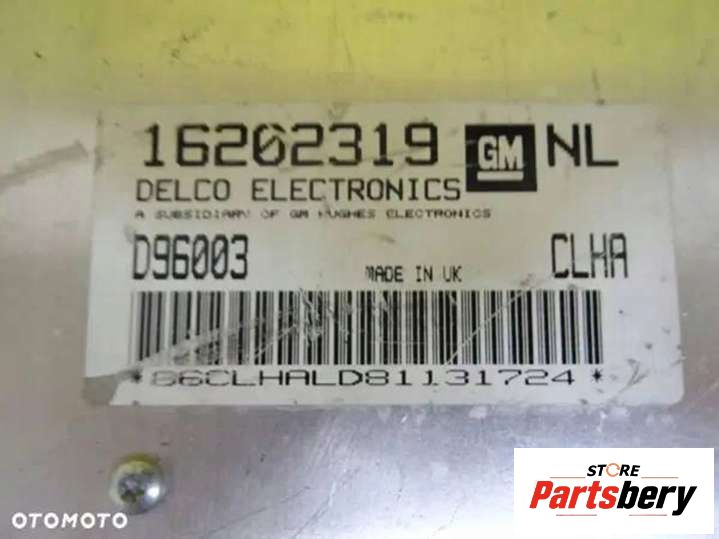 16202319 GM NL
DELCO ELECTRONICS
A SUBSIDIARY OF GM HUGHES ELECTRONICS
D96003 MADE IN UK CLHA
*86CLHALD81131724*
OTOMOTO
STORE
Partsbery